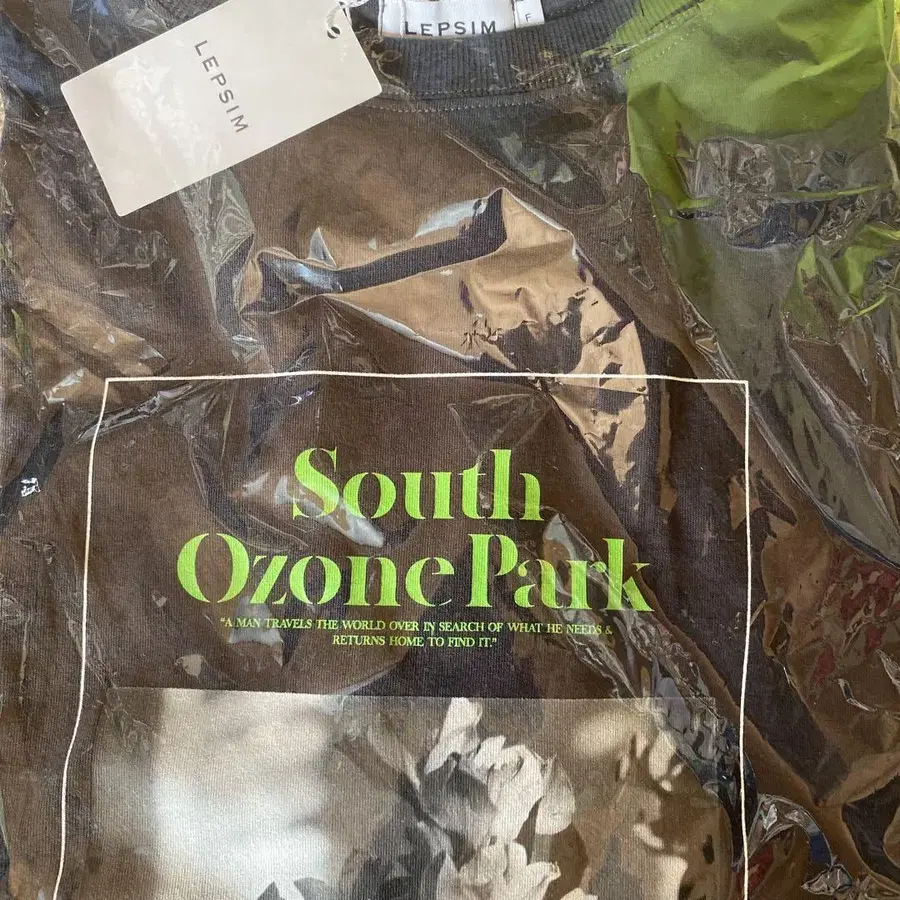 LEPSIM
LEPSIM
F
South
Ozone Park
"A MAN TRAVELS THE WORLD OVER IN SEARCH OF WHAT HE NEEDS &
RETURNS HOME TO FIND IT."